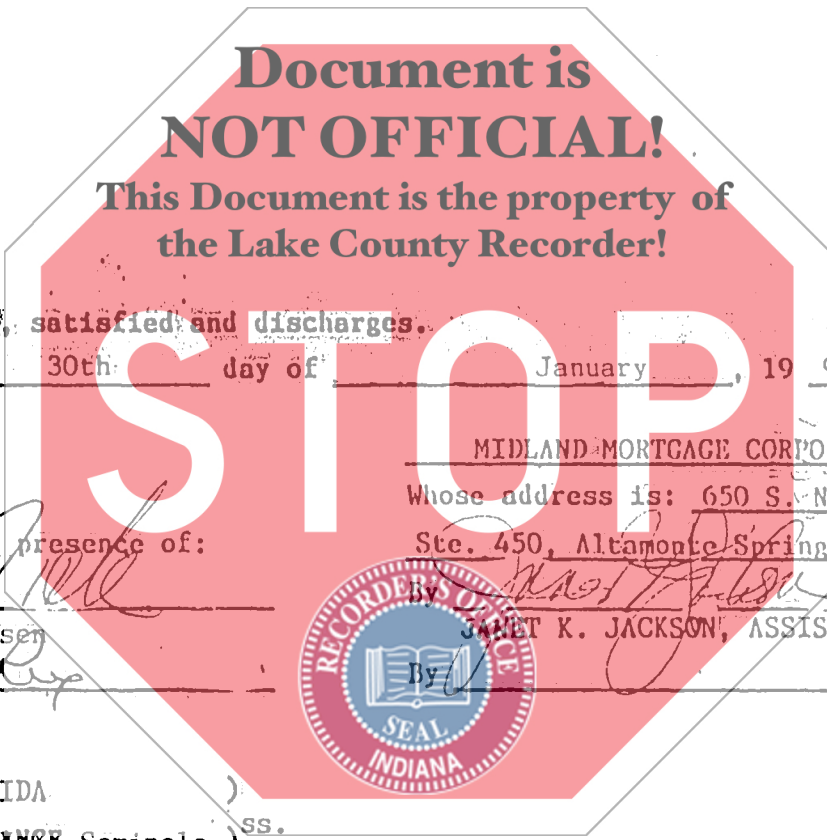 Document is
NOT OFFICIAL!
This Document is the property of
the Lake County Recorder!
, satisfied and discharges.
30th day of January, 19
STOP
MIDLAND MORTGAGE CORPO
Whose address is: 650 S. N
presence of:
Ste. 450, Altamonte Spring
By
sen
JANET K. JACKSON, ASSIS
By
RECORDER'S OFFICE
SEAL
INDIANA
IDA )
Seminole ) ss.